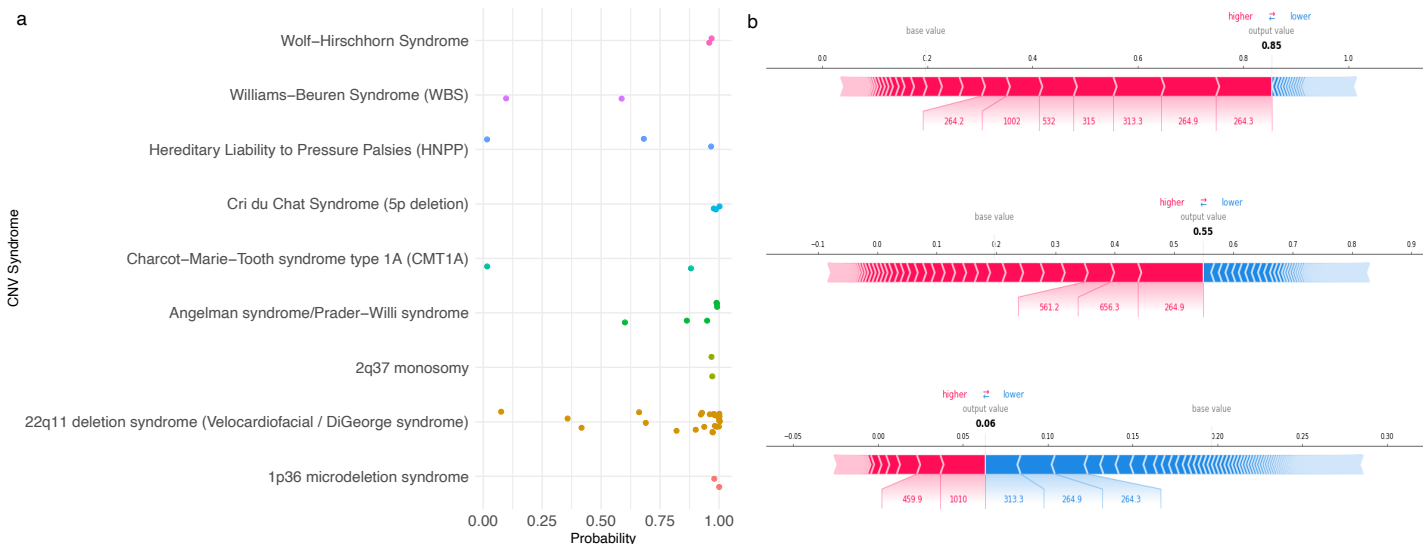 a
CNV Syndrome
Wolf−Hirschhorn Syndrome
Williams−Beuren Syndrome (WBS)
Hereditary Liability to Pressure Palsies (HNPP)
Cri du Chat Syndrome (5p deletion)
Charcot−Marie−Tooth syndrome type 1A (CMT1A)
Angelman syndrome/Prader−Willi syndrome
2q37 monosomy
22q11 deletion syndrome (Velocardiofacial / DiGeorge syndrome)
1p36 microdeletion syndrome
0.00 0.25 0.50 0.75 1.00
Probability
b
higher ⇄ lower
base value output value
0.85
0.0 0.2 0.4 0.6 0.8 1.0
264.2 1002 532 315 313.3 264.9 264.3
higher ⇄ lower
base value output value
0.55
−0.1 0.0 0.1 0.2 0.3 0.4 0.5 0.6 0.7 0.8 0.9
561.2 656.3 264.9
higher ⇄ lower
output value base value
0.06
−0.05 0.00 0.05 0.10 0.15 0.20 0.25 0.30
459.9 1010 313.3 264.9 264.3